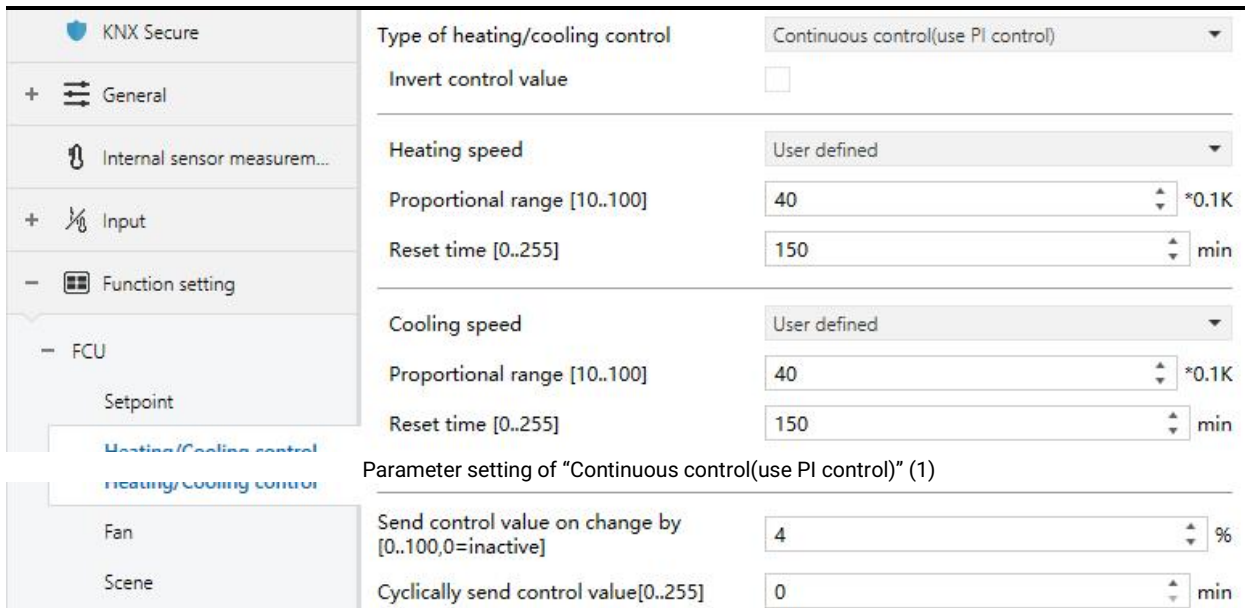 KNX Secure
General
Internal sensor measurem...
Input
Function setting
FCU
Setpoint
Heating/Cooling control
Type of heating/cooling control Continuous control(use PI control)
Invert control value
Heating speed User defined
Proportional range [10..100] 40 *0.1K
Reset time [0..255] 150 min
Cooling speed User defined
Proportional range [10..100] 40 *0.1K
Reset time [0..255] 150 min
Parameter setting of “Continuous control(use PI control)” (1)
Heating/Cooling control
Fan
Scene
Send control value on change by
[0..100,0=inactive] 4 %
Cyclically send control value[0..255] 0 min